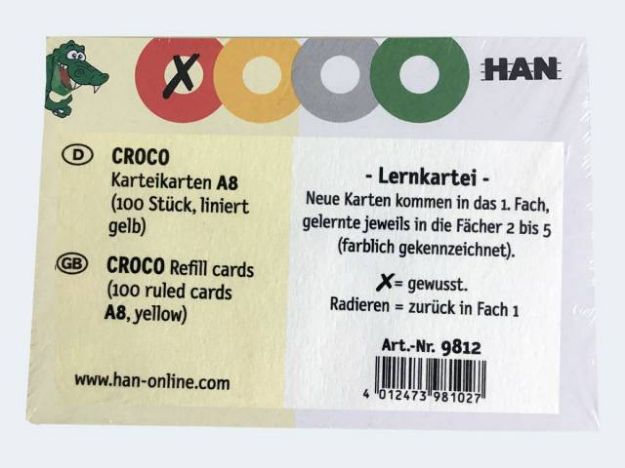 HAN
D
CROCO
Karteikarten A8
(100 Stück, liniert
gelb)
GB
CROCO Refill cards
(100 ruled cards
A8, yellow)
www.han-online.com
- Lernkartei -
Neue Karten kommen in das 1. Fach,
gelernte jeweils in die Fächer 2 bis 5
(farblich gekennzeichnet).
X= gewusst.
Radieren = zurück in Fach 1
Art.-Nr. 9812
4 012473 981027